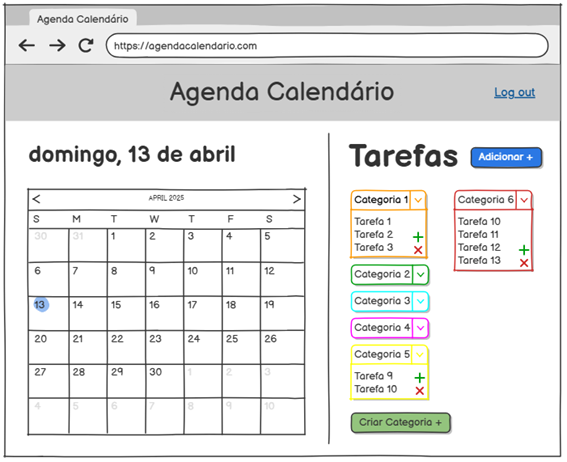 Agenda Calendário
https://agendacalendario.com
Agenda Calendário
Log out
domingo, 13 de abril
APRIL 2025
S M T W T F S
30 31 1 2 3 4 5
6 7 8 9 10 11 12
13 14 15 16 17 18 19
20 21 22 23 24 25 26
27 28 29 30 1 2 3
4 5 6 7 8 9 10
Tarefas
Adicionar +
Categoria 1
Tarefa 1
Tarefa 2
Tarefa 3
Categoria 2
Categoria 3
Categoria 4
Categoria 5
Tarefa 9
Tarefa 10
Criar Categoria +
Categoria 6
Tarefa 10
Tarefa 11
Tarefa 12
Tarefa 13